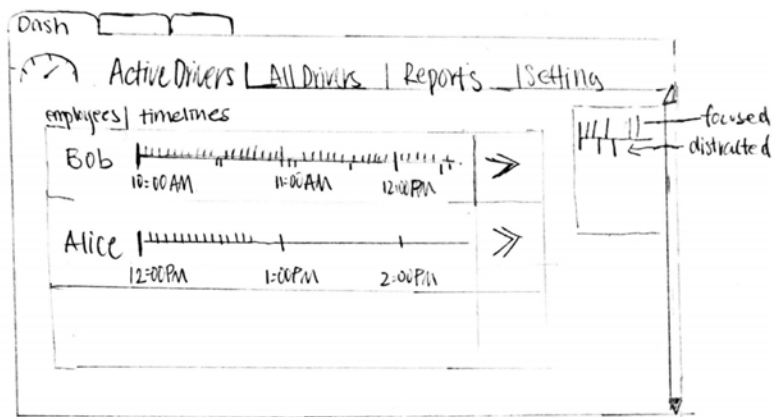 Dash
Active Drivers | All Drivers | Reports | Setting
employees | timelines
Bob
10:00AM 11:00AM 12:00PM
Alice
12:00PM 1:00PM 2:00PM
focused
distracted